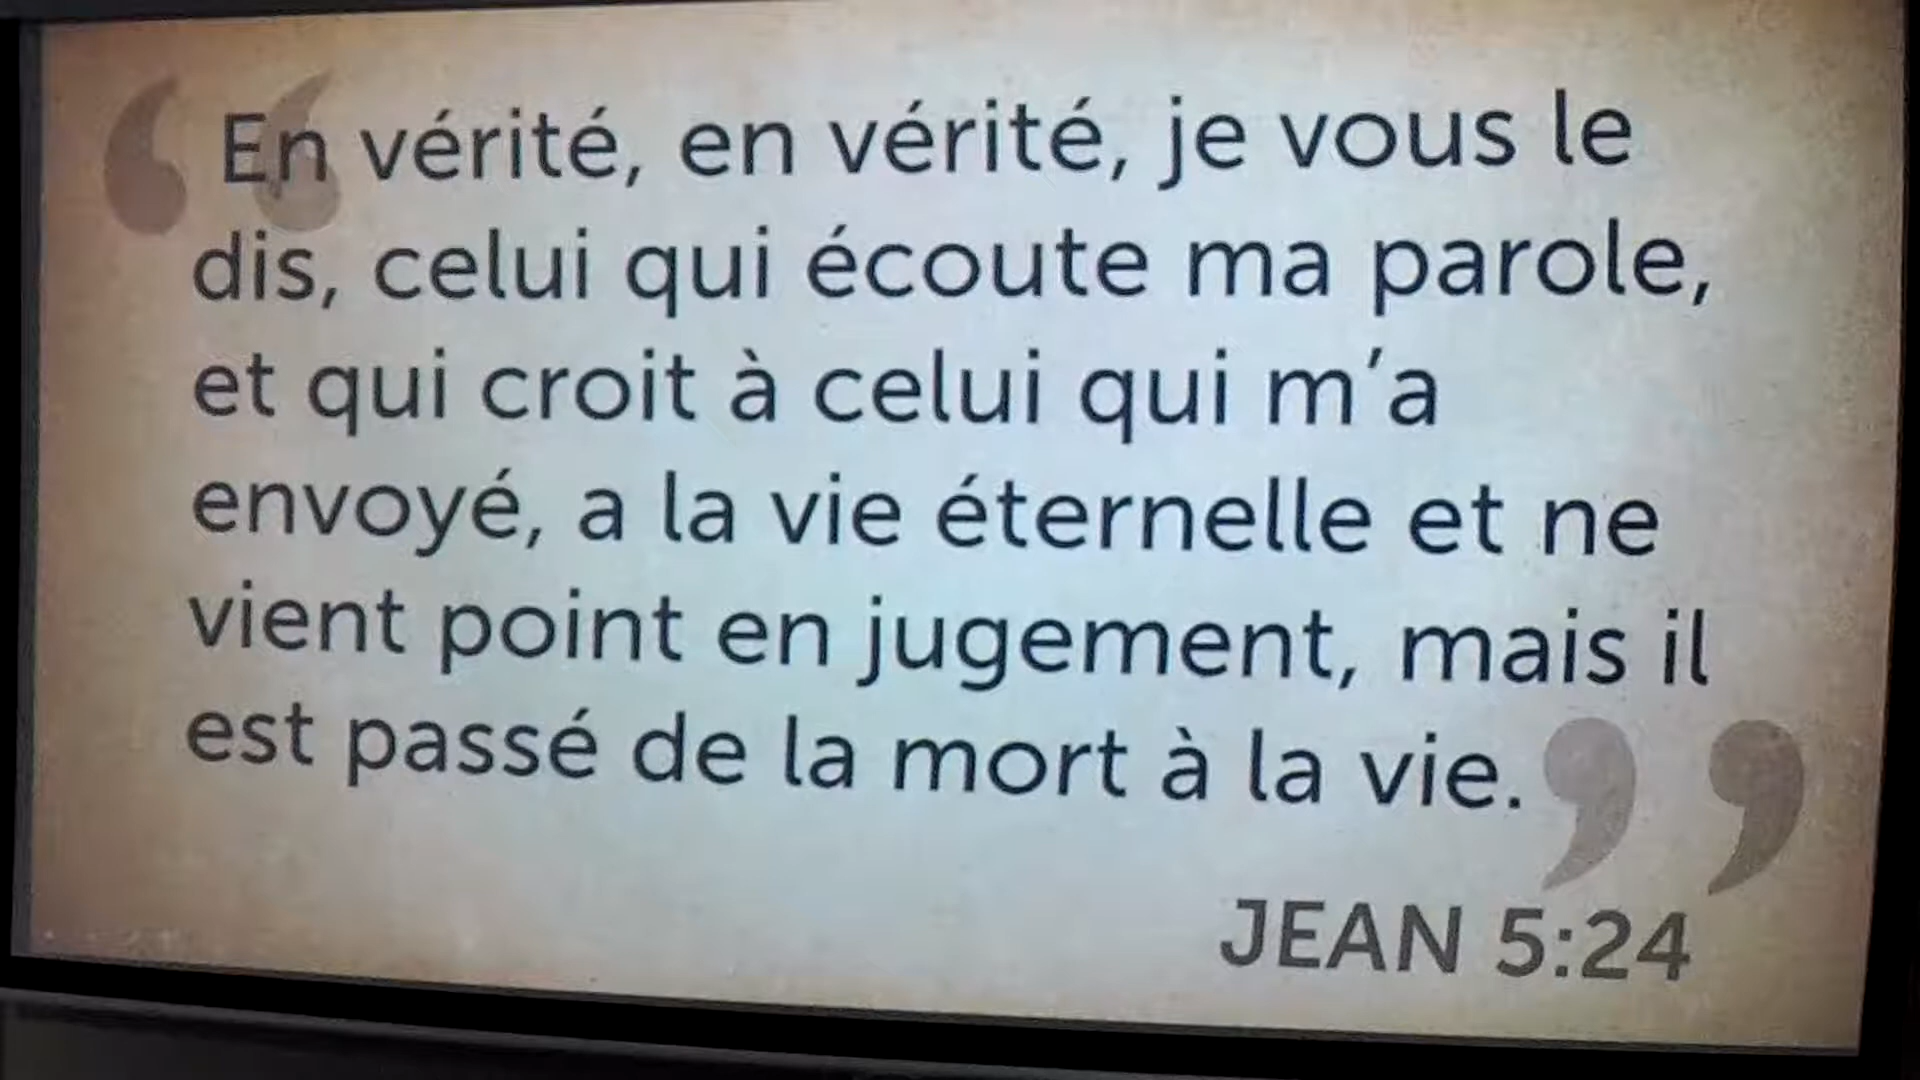 En vérité, en vérité, je vous le
dis, celui qui écoute ma parole,
et qui croit à celui qui m’a
envoyé, a la vie éternelle et ne
vient point en jugement, mais il
est passé de la mort à la vie.
JEAN 5:24